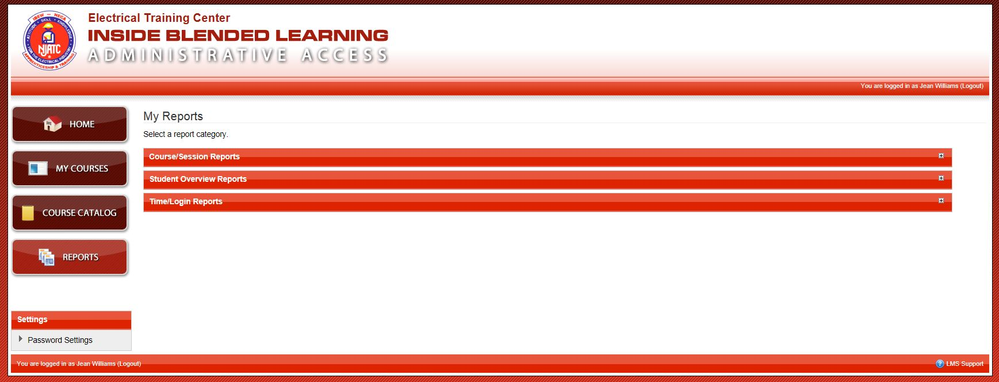 IBEW – NECA
ATTITUDE • SKILL • KNOWLEDGE
NJATC
FOR THE ELECTRICAL INDUSTRY
APPRENTICESHIP & TRAINING
Electrical Training Center
INSIDE BLENDED LEARNING
ADMINISTRATIVE ACCESS
You are logged in as Jean Williams (Logout)
HOME
MY COURSES
COURSE CATALOG
REPORTS
My Reports
Select a report category.
Course/Session Reports
Student Overview Reports
Time/Login Reports
Settings
Password Settings
You are logged in as Jean Williams (Logout)
LMS Support